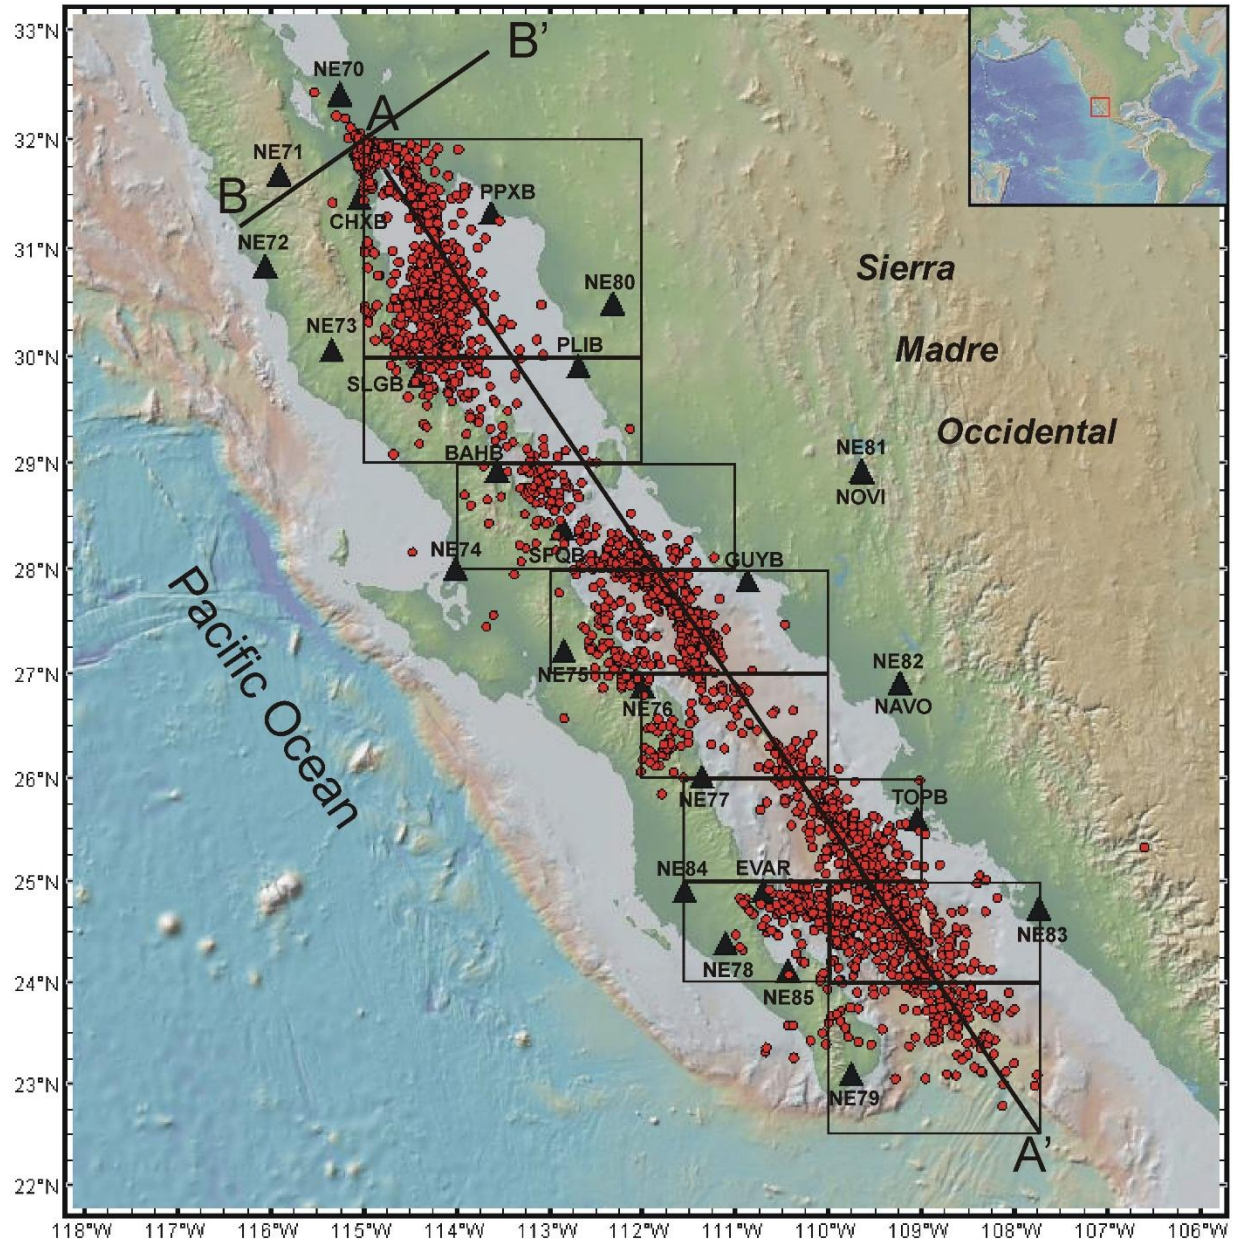 33°N
32°N
31°N
30°N
29°N
28°N
27°N
26°N
25°N
24°N
23°N
22°N
B'
NE70
A
NE71
PPXB
B
CHXB
NE72
NE80
Sierra
NE73
PLIB
Madre
SLGB
Occidental
BAHB
NE81
NOVI
NE74
SFQB
GUYB
Pacific Ocean
NE75
NE82
NE76
NAVO
NE77
TOPB
NE84
EVAR
NE83
NE78
NE85
NE79
A'
118°W 117°W 116°W 115°W 114°W 113°W 112°W 111°W 110°W 109°W 108°W 107°W 106°W